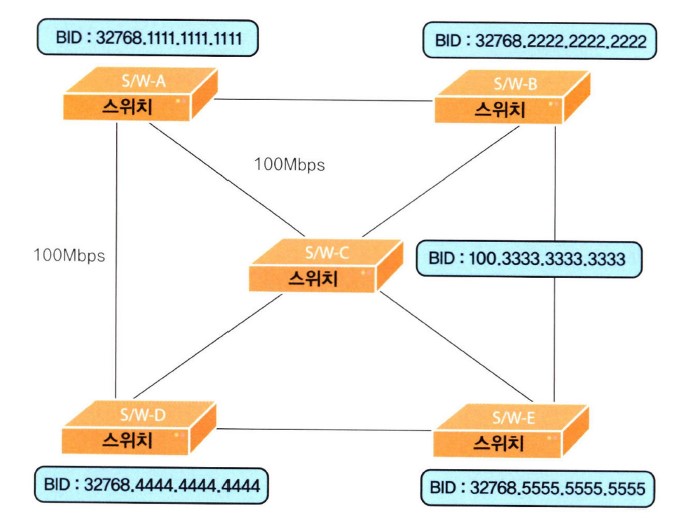 BID : 32768.1111.1111.1111
BID : 32768.2222.2222.2222
S/W-A
스위치
S/W-B
스위치
100Mbps
100Mbps
S/W-C
스위치
BID : 100.3333.3333.3333
S/W-D
스위치
S/W-E
스위치
BID : 32768.4444.4444.4444
BID : 32768.5555.5555.5555